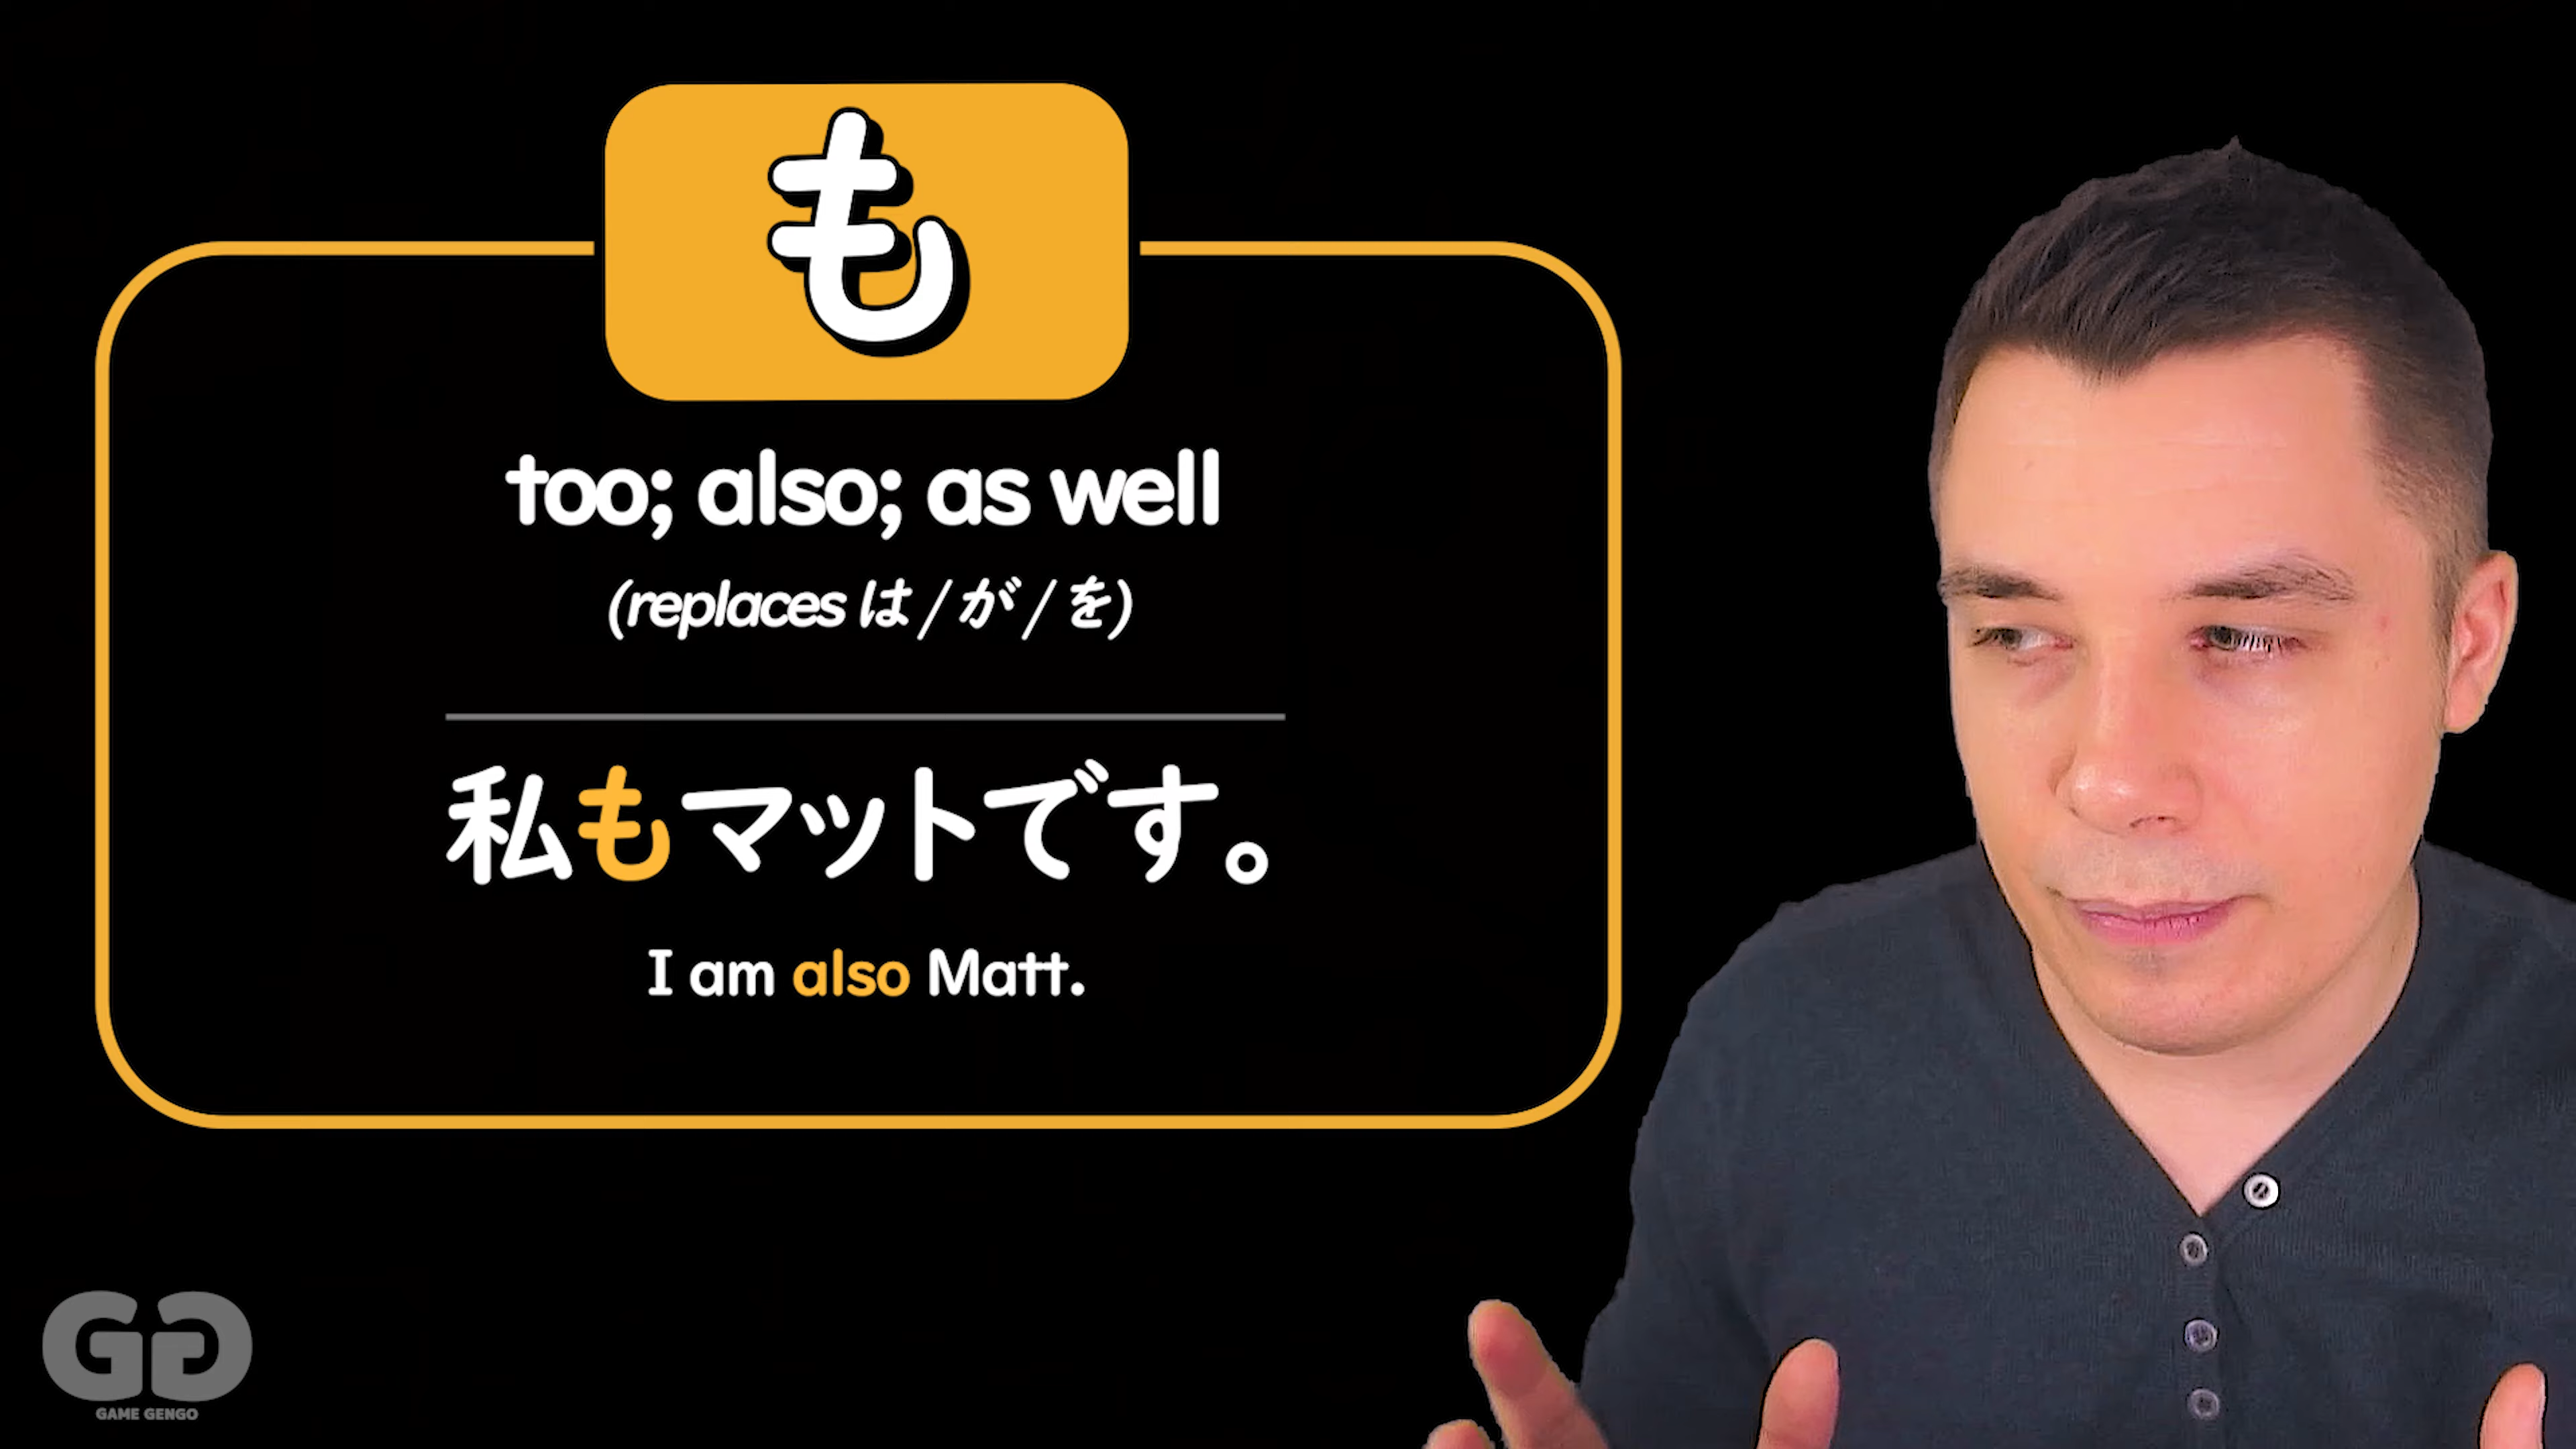 も
too; also; as well
(replaces は/が/を)
私もマットです。
I am also Matt.
GG
GAME GENGO